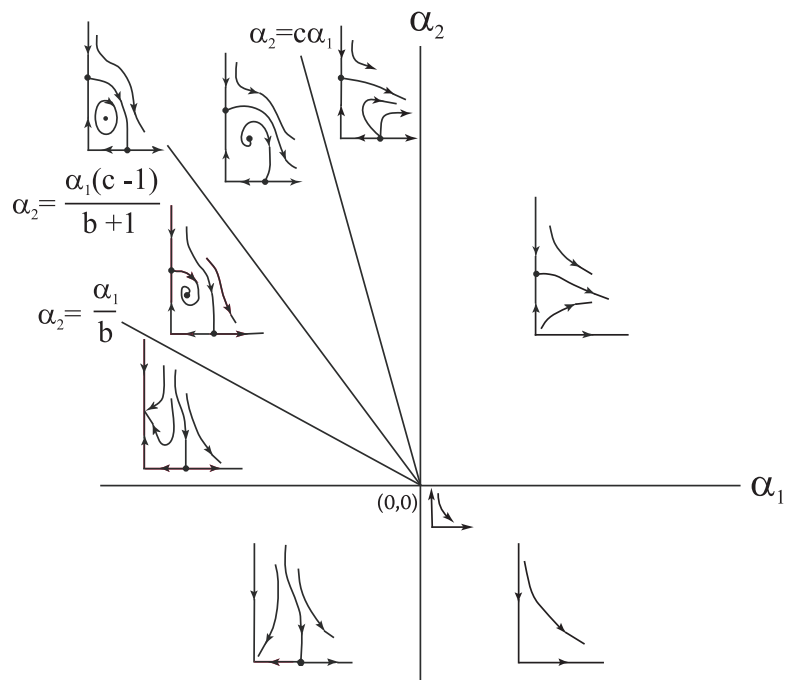 α₂
α₂=cα₁
α₂= α₁(c -1) / b +1
α₂= α₁ / b
(0,0)
α₁